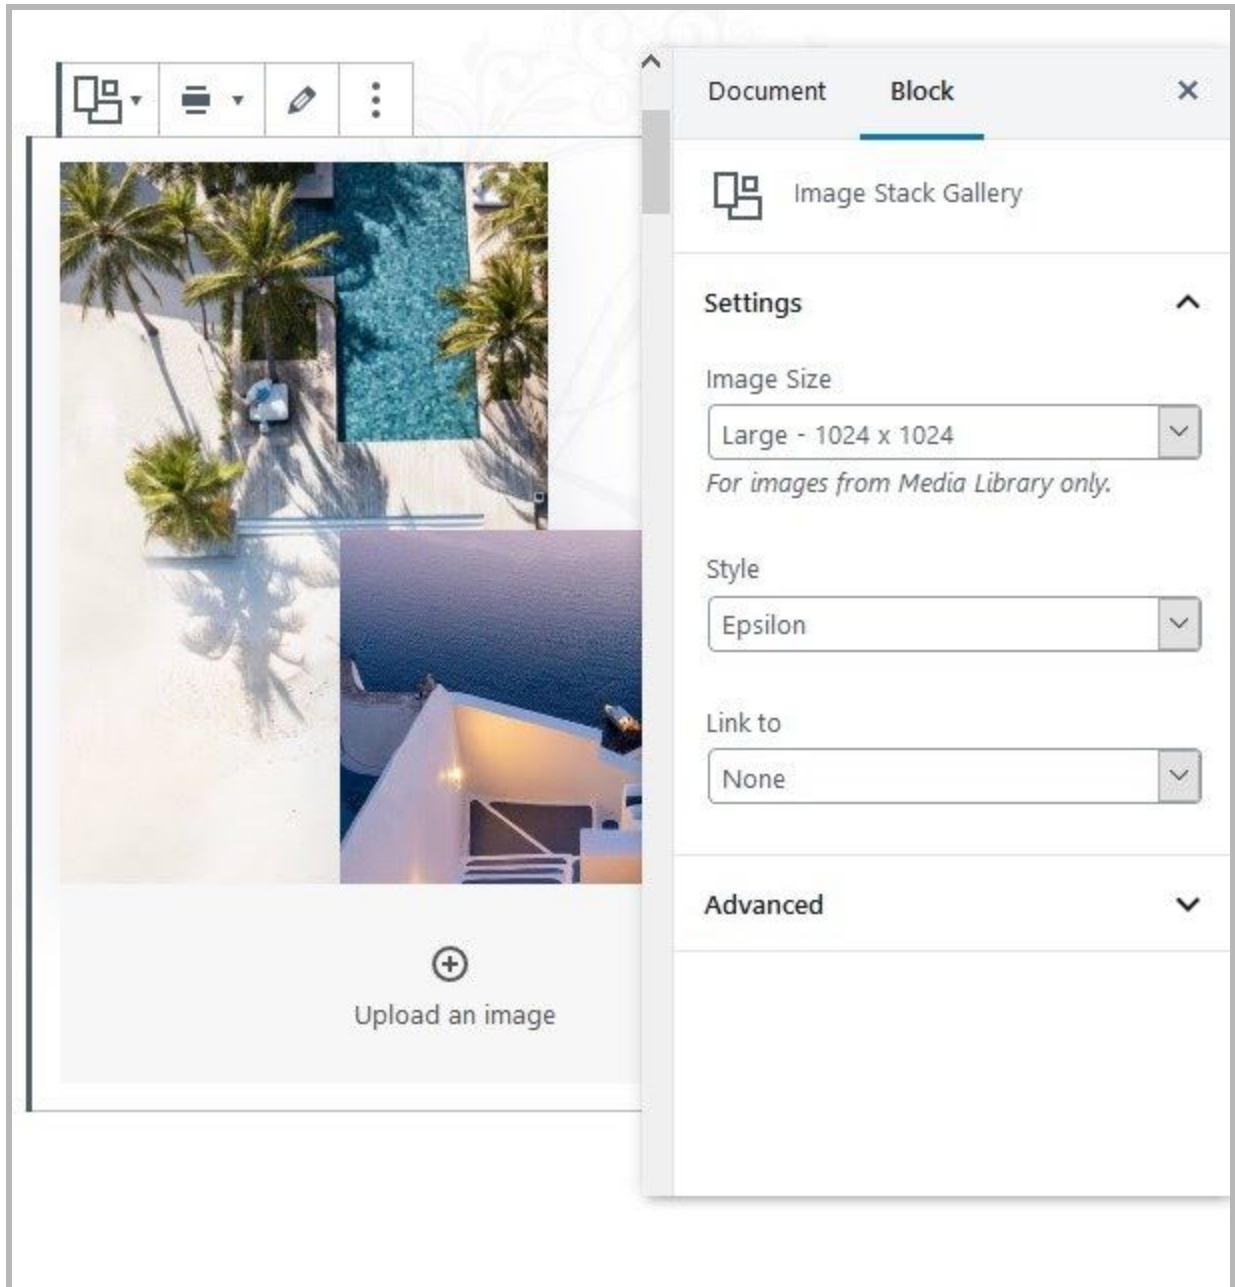 Document Block
Image Stack Gallery
Settings
Image Size
Large - 1024 x 1024
For images from Media Library only.
Style
Epsilon
Link to
None
Advanced
Upload an image